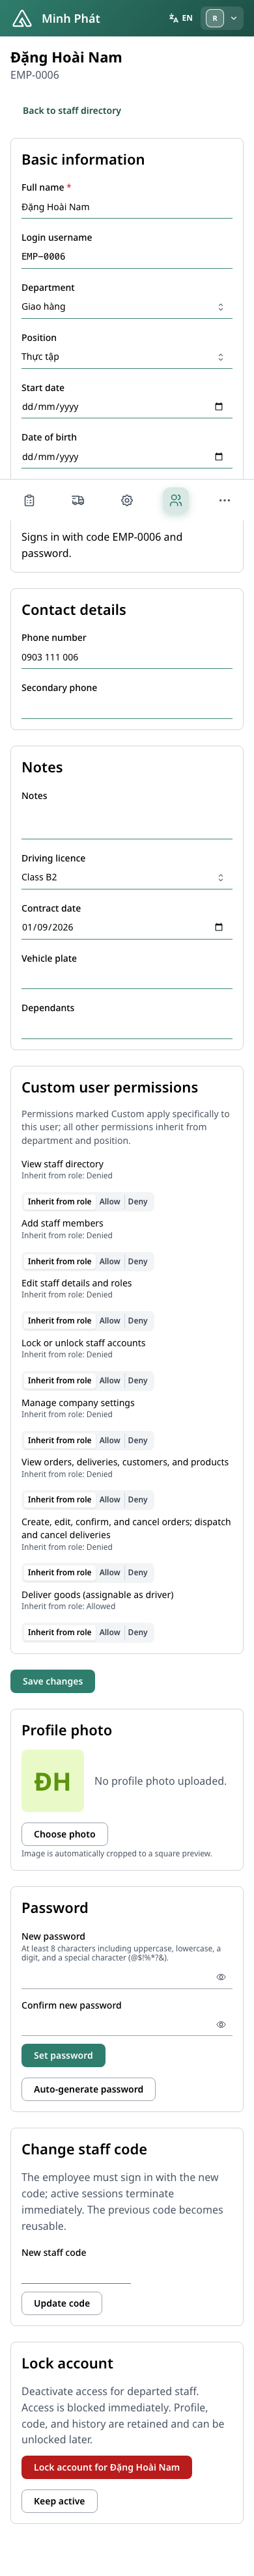 Minh Phát
EN
R
Đặng Hoài Nam
EMP-0006
Back to staff directory
Basic information
Full name *
Đặng Hoài Nam
Login username
EMP-0006
Department
Giao hàng
Position
Thực tập
Start date
dd/mm/yyyy
Date of birth
dd/mm/yyyy
Signs in with code EMP-0006 and
password.
Contact details
Phone number
0903 111 006
Secondary phone
Notes
Notes
Driving licence
Class B2
Contract date
01/09/2026
Vehicle plate
Dependants
Custom user permissions
Permissions marked Custom apply specifically to
this user; all other permissions inherit from
department and position.
View staff directory
Inherit from role: Denied
Inherit from role Allow Deny
Add staff members
Inherit from role: Denied
Inherit from role Allow Deny
Edit staff details and roles
Inherit from role: Denied
Inherit from role Allow Deny
Lock or unlock staff accounts
Inherit from role: Denied
Inherit from role Allow Deny
Manage company settings
Inherit from role: Denied
Inherit from role Allow Deny
View orders, deliveries, customers, and products
Inherit from role: Denied
Inherit from role Allow Deny
Create, edit, confirm, and cancel orders; dispatch
and cancel deliveries
Inherit from role: Denied
Inherit from role Allow Deny
Deliver goods (assignable as driver)
Inherit from role: Allowed
Inherit from role Allow Deny
Save changes
Profile photo
ĐH
No profile photo uploaded.
Choose photo
Image is automatically cropped to a square preview.
Password
New password
At least 8 characters including uppercase, lowercase, a
digit, and a special character (@$!%*?&).
Confirm new password
Set password
Auto-generate password
Change staff code
The employee must sign in with the new
code; active sessions terminate
immediately. The previous code becomes
reusable.
New staff code
Update code
Lock account
Deactivate access for departed staff.
Access is blocked immediately. Profile,
code, and history are retained and can be
unlocked later.
Lock account for Đặng Hoài Nam
Keep active